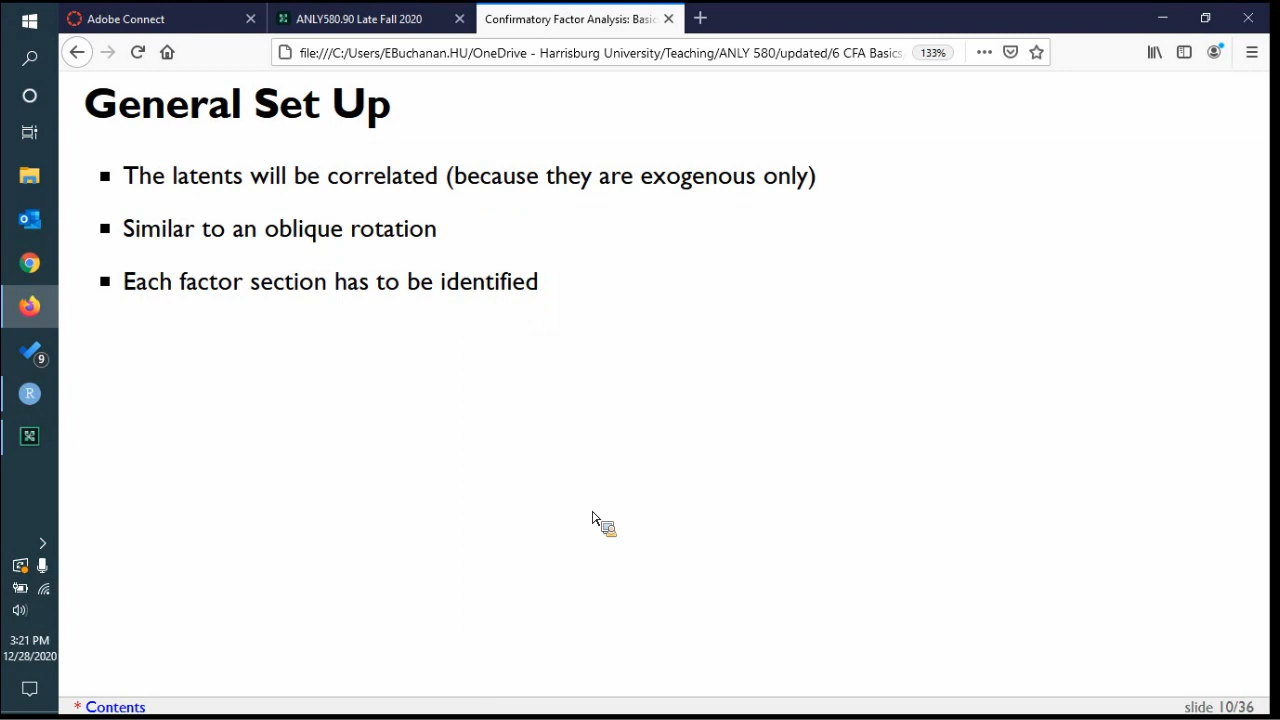 Adobe Connect
ANLY580.90 Late Fall 2020
Confirmatory Factor Analysis: Basic
file:///C:/Users/EBuchanan.HU/OneDrive - Harrisburg University/Teaching/ANLY 580/updated/6 CFA Basics,
133%
General Set Up
▪ The latents will be correlated (because they are exogenous only)
▪ Similar to an oblique rotation
▪ Each factor section has to be identified
9
R
3:21 PM
12/28/2020
* Contents
slide 10/36